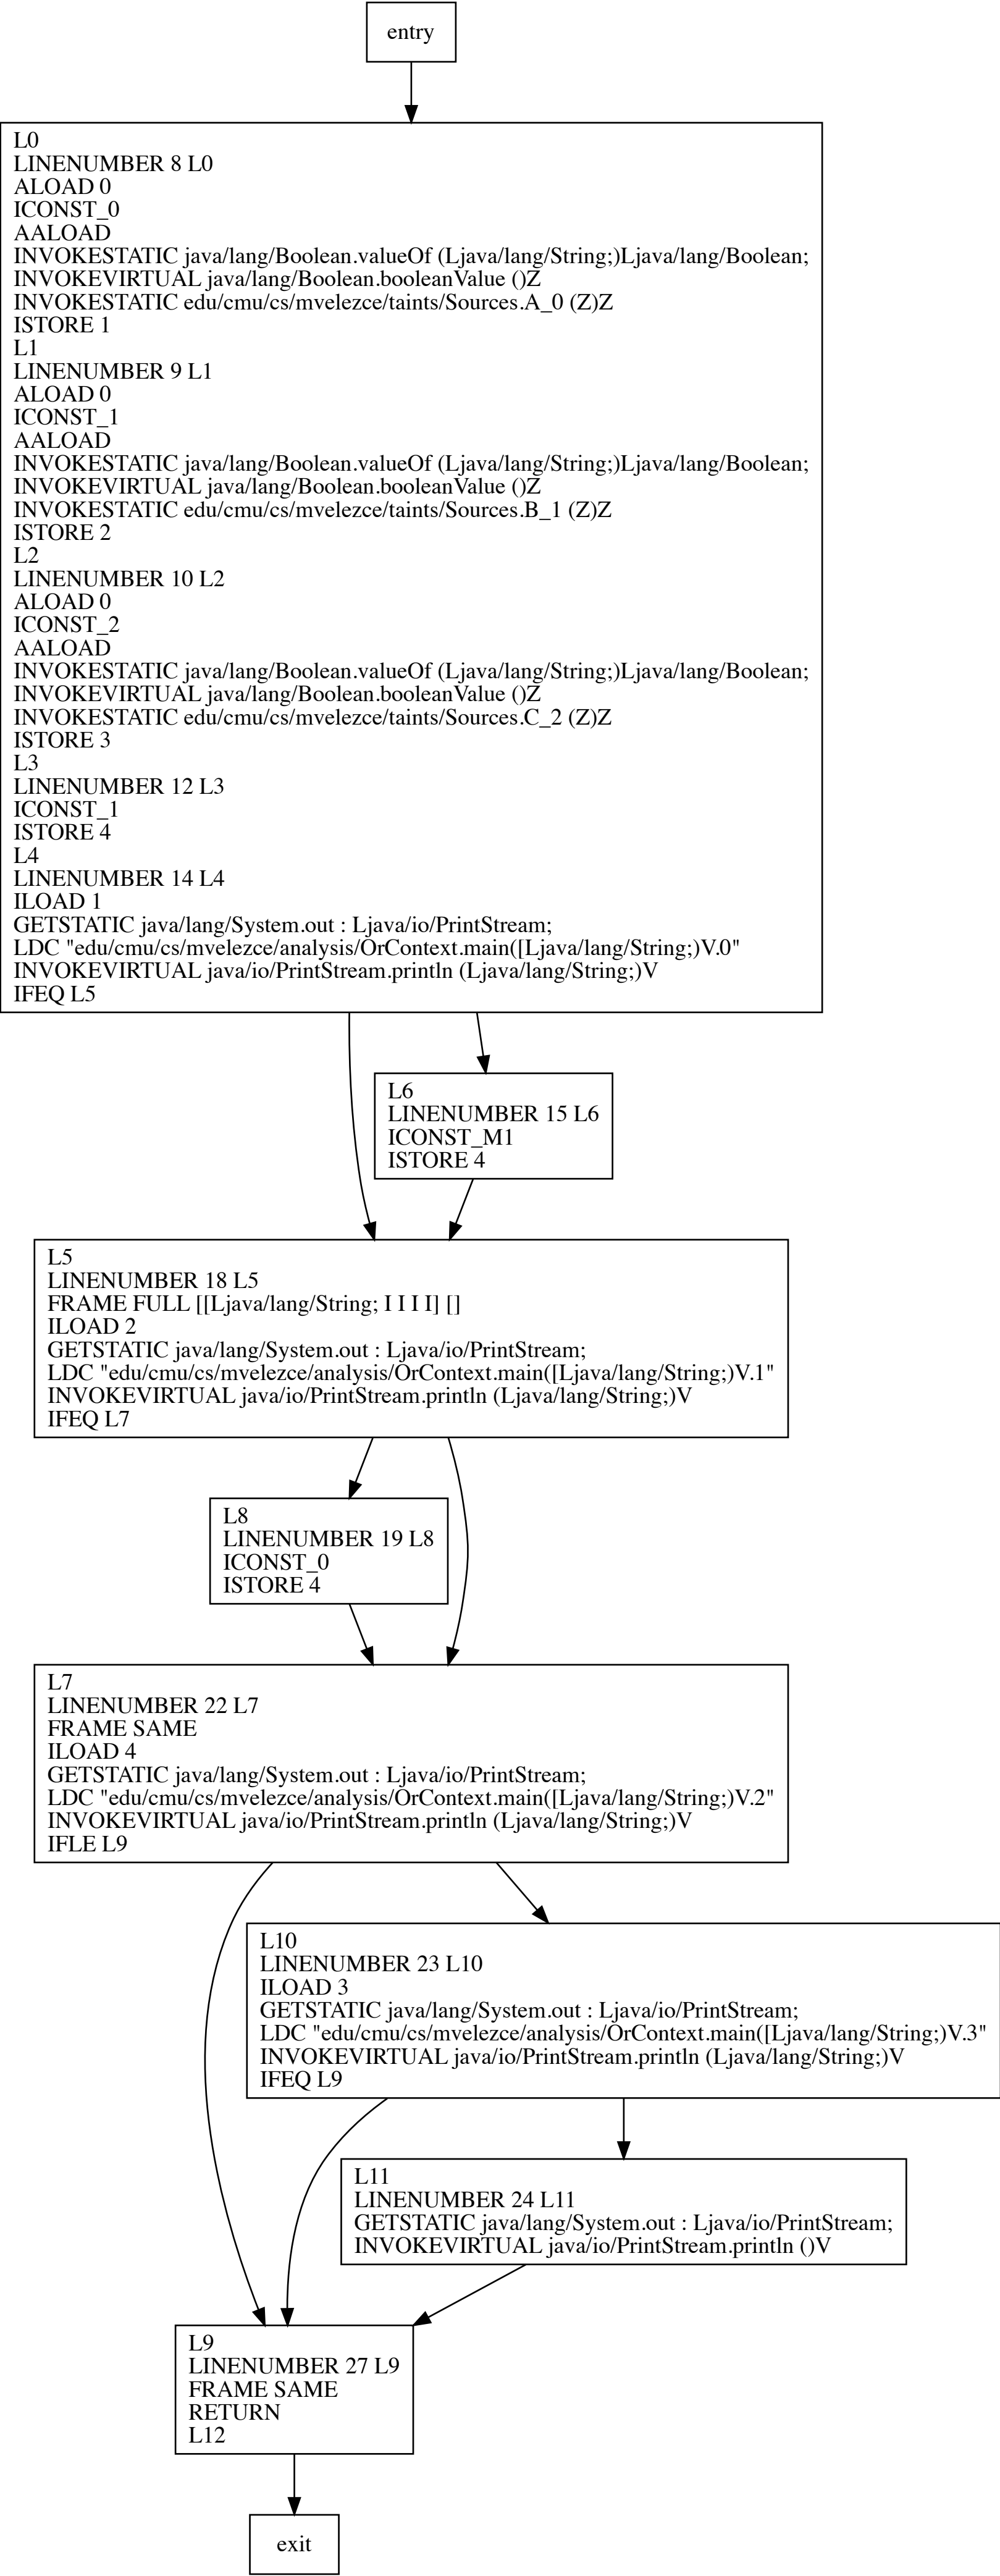 entry
L0
LINENUMBER 8 L0
ALOAD 0
ICONST_0
AALOAD
INVOKESTATIC java/lang/Boolean.valueOf (Ljava/lang/String;)Ljava/lang/Boolean;
INVOKEVIRTUAL java/lang/Boolean.booleanValue ()Z
INVOKESTATIC edu/cmu/cs/mvelezce/taints/Sources.A_0 (Z)Z
ISTORE 1
L1
LINENUMBER 9 L1
ALOAD 0
ICONST_1
AALOAD
INVOKESTATIC java/lang/Boolean.valueOf (Ljava/lang/String;)Ljava/lang/Boolean;
INVOKEVIRTUAL java/lang/Boolean.booleanValue ()Z
INVOKESTATIC edu/cmu/cs/mvelezce/taints/Sources.B_1 (Z)Z
ISTORE 2
L2
LINENUMBER 10 L2
ALOAD 0
ICONST_2
AALOAD
INVOKESTATIC java/lang/Boolean.valueOf (Ljava/lang/String;)Ljava/lang/Boolean;
INVOKEVIRTUAL java/lang/Boolean.booleanValue ()Z
INVOKESTATIC edu/cmu/cs/mvelezce/taints/Sources.C_2 (Z)Z
ISTORE 3
L3
LINENUMBER 12 L3
ICONST_1
ISTORE 4
L4
LINENUMBER 14 L4
ILOAD 1
GETSTATIC java/lang/System.out : Ljava/io/PrintStream;
LDC "edu/cmu/cs/mvelezce/analysis/OrContext.main([Ljava/lang/String;)V.0"
INVOKEVIRTUAL java/io/PrintStream.println (Ljava/lang/String;)V
IFEQ L5
L6
LINENUMBER 15 L6
ICONST_M1
ISTORE 4
L5
LINENUMBER 18 L5
FRAME FULL [[Ljava/lang/String; I I I I] []
ILOAD 2
GETSTATIC java/lang/System.out : Ljava/io/PrintStream;
LDC "edu/cmu/cs/mvelezce/analysis/OrContext.main([Ljava/lang/String;)V.1"
INVOKEVIRTUAL java/io/PrintStream.println (Ljava/lang/String;)V
IFEQ L7
L8
LINENUMBER 19 L8
ICONST_0
ISTORE 4
L7
LINENUMBER 22 L7
FRAME SAME
ILOAD 4
GETSTATIC java/lang/System.out : Ljava/io/PrintStream;
LDC "edu/cmu/cs/mvelezce/analysis/OrContext.main([Ljava/lang/String;)V.2"
INVOKEVIRTUAL java/io/PrintStream.println (Ljava/lang/String;)V
IFLE L9
L10
LINENUMBER 23 L10
ILOAD 3
GETSTATIC java/lang/System.out : Ljava/io/PrintStream;
LDC "edu/cmu/cs/mvelezce/analysis/OrContext.main([Ljava/lang/String;)V.3"
INVOKEVIRTUAL java/io/PrintStream.println (Ljava/lang/String;)V
IFEQ L9
L11
LINENUMBER 24 L11
GETSTATIC java/lang/System.out : Ljava/io/PrintStream;
INVOKEVIRTUAL java/io/PrintStream.println ()V
L9
LINENUMBER 27 L9
FRAME SAME
RETURN
L12
exit